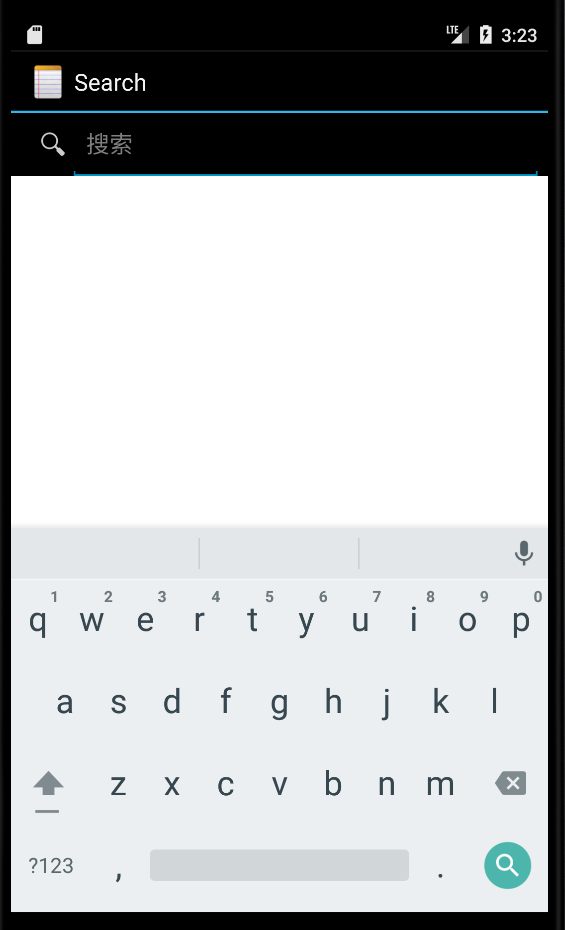 LTE 3:23
Search
搜索
1 2 3 4 5 6 7 8 9 0
q w e r t y u i o p
a s d f g h j k l
z x c v b n m
?123 , .